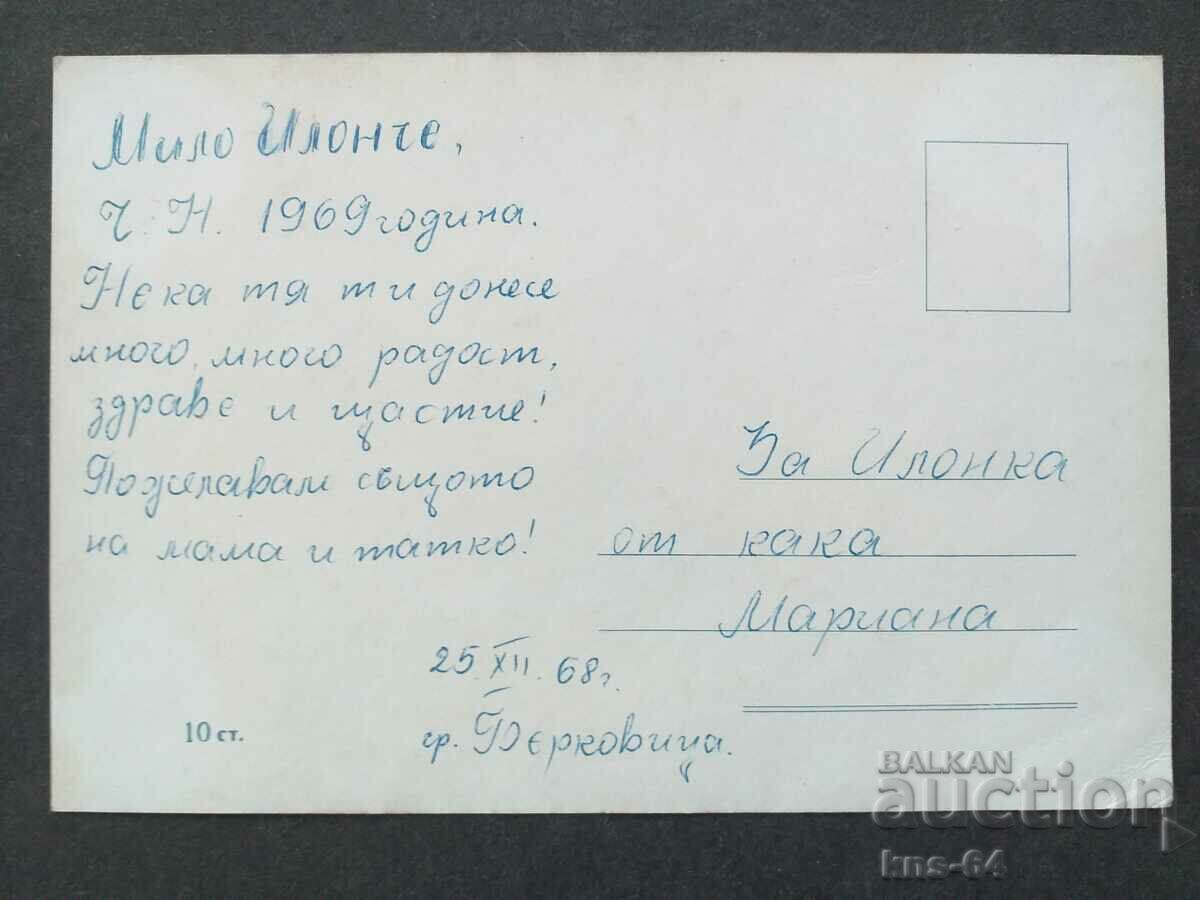 Мило Илонче,
Ч. Н. 1969 година.
Нека тя ти донесе
много, много радост,
здраве и щастие!
Пожелавам същото
на мама и татко!
25.XII.68г.
гр. Берковица.
10 ст.
За Илонка
от кака
Мариана
BALKAN
auction
kns-64